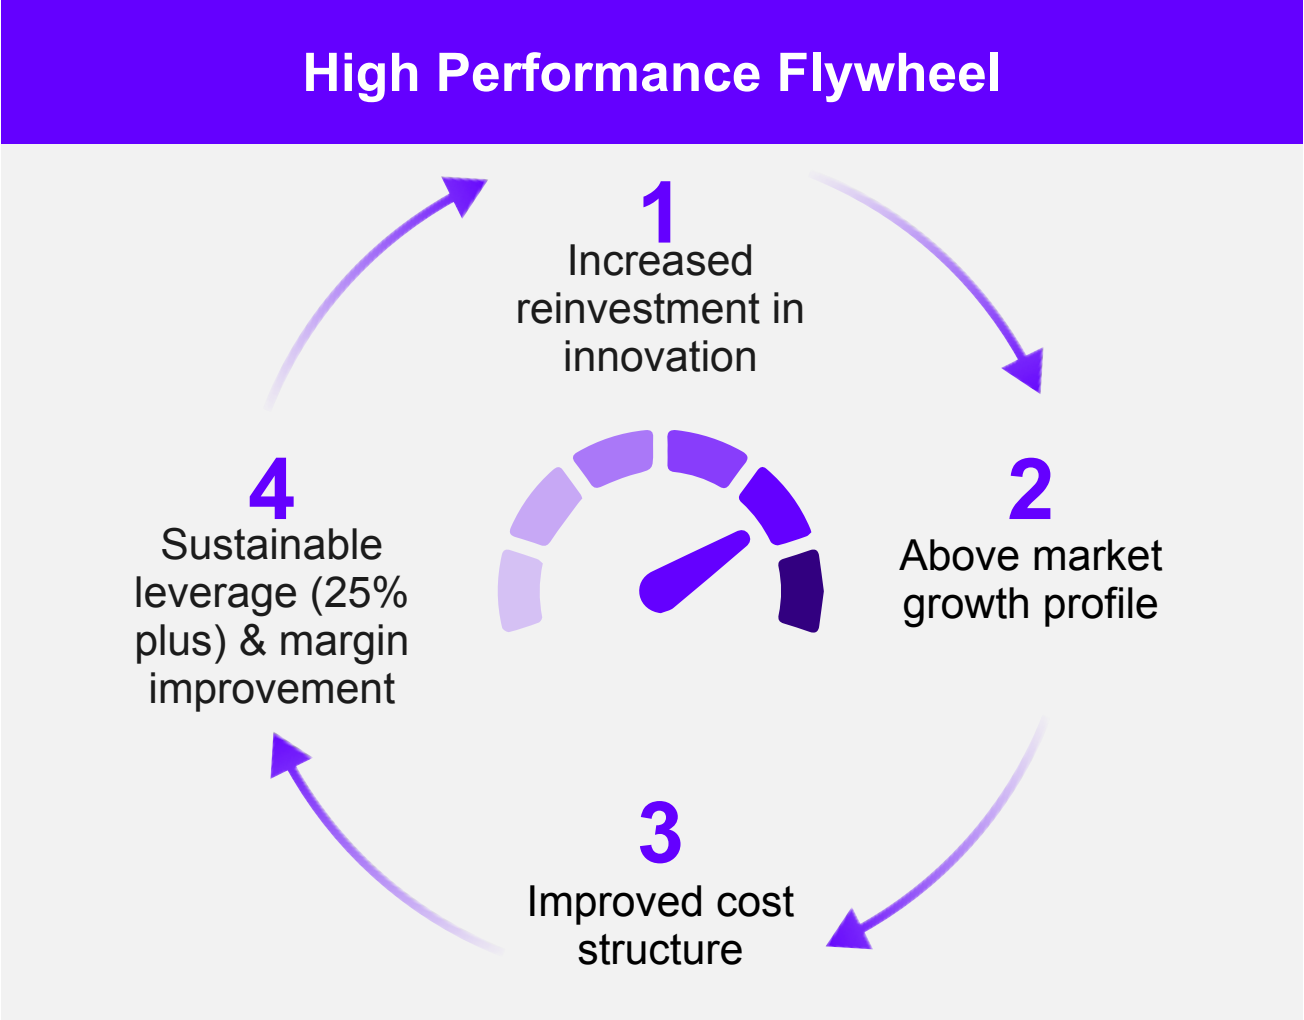 High Performance Flywheel
1
Increased
reinvestment in
innovation
2
Above market
growth profile
3
Improved cost
structure
4
Sustainable
leverage (25%
plus) & margin
improvement